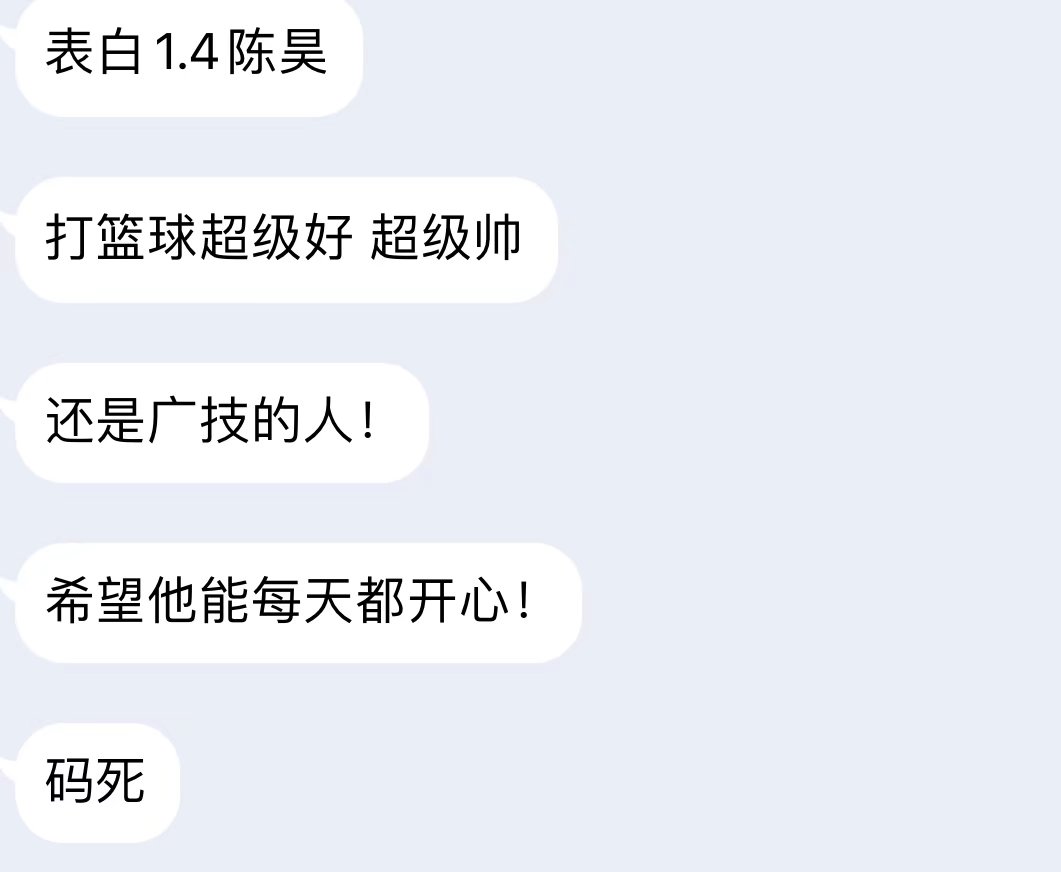 表白1.4陈昊
打篮球超级好 超级帅
还是广技的人！
希望他能每天都开心！
码死